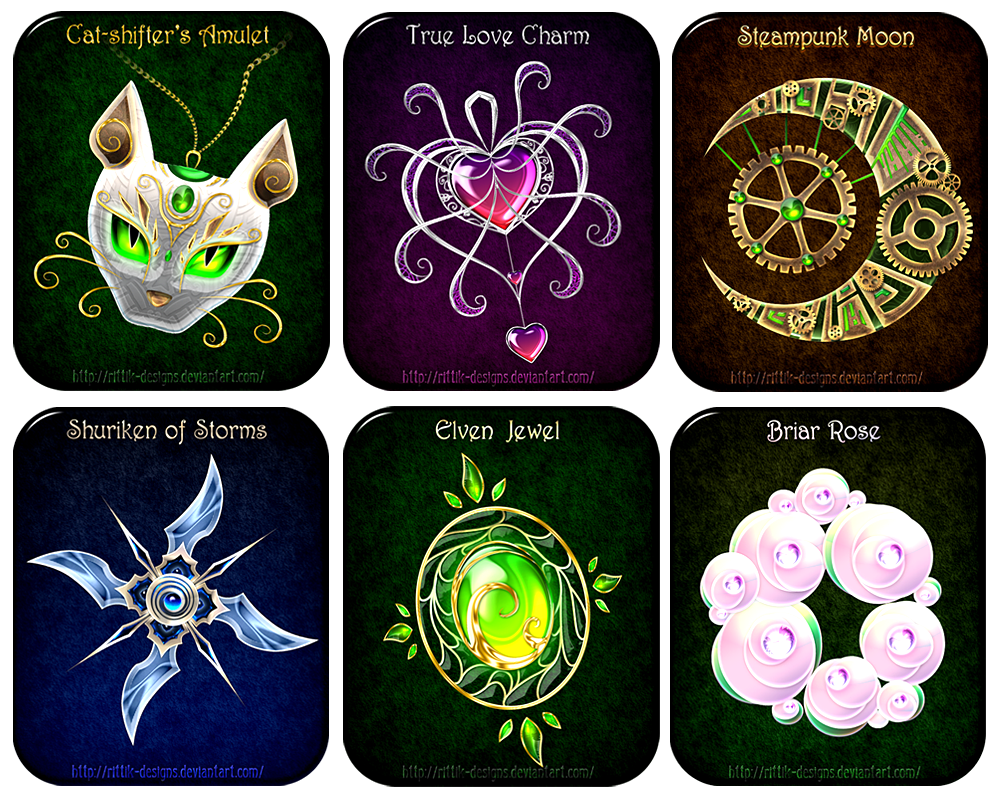 Cat-shifter's Amulet
http://rittik-designs.deviantart.com/
True Love Charm
http://rittik-designs.deviantart.com/
Steampunk Moon
http://rittik-designs.deviantart.com/
Shuriken of Storms
http://rittik-designs.deviantart.com/
Elven Jewel
http://rittik-designs.deviantart.com/
Briar Rose
http://rittik-designs.deviantart.com/